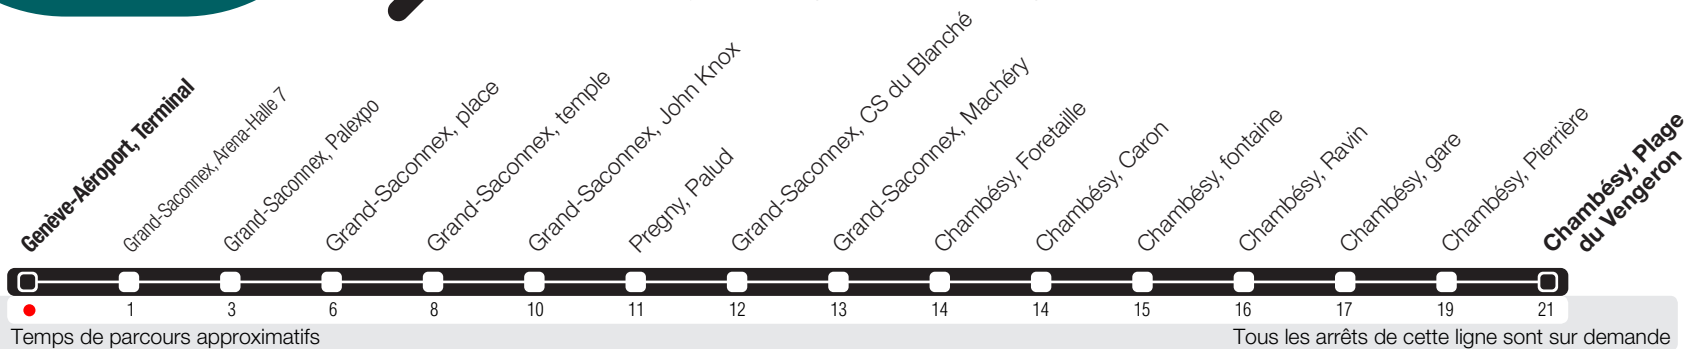 Genève-Aéroport, Terminal
Grand-Saconnex, Arena-Halle 7
Grand-Saconnex, Palexpo
Grand-Saconnex, place
Grand-Saconnex, temple
Grand-Saconnex, John Knox
Pregny, Palud
Grand-Saconnex, CS du Blanché
Grand-Saconnex, Machéry
Chambésy, Foretaille
Chambésy, Caron
Chambésy, fontaine
Chambésy, Ravin
Chambésy, gare
Chambésy, Pierrière
Chambésy, Plage
du Vengeron
1 3 6 8 10 11 12 13 14 14 15 16 17 19 21
Temps de parcours approximatifs
Tous les arrêts de cette ligne sont sur demande